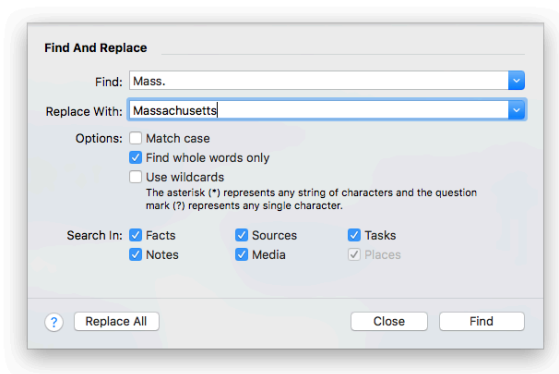 Find And Replace
Find: Mass.
Replace With: Massachusetts
Options: Match case
Find whole words only
Use wildcards
The asterisk (*) represents any string of characters and the question
mark (?) represents any single character.
Search In: Facts Sources Tasks
Notes Media Places
? Replace All Close Find